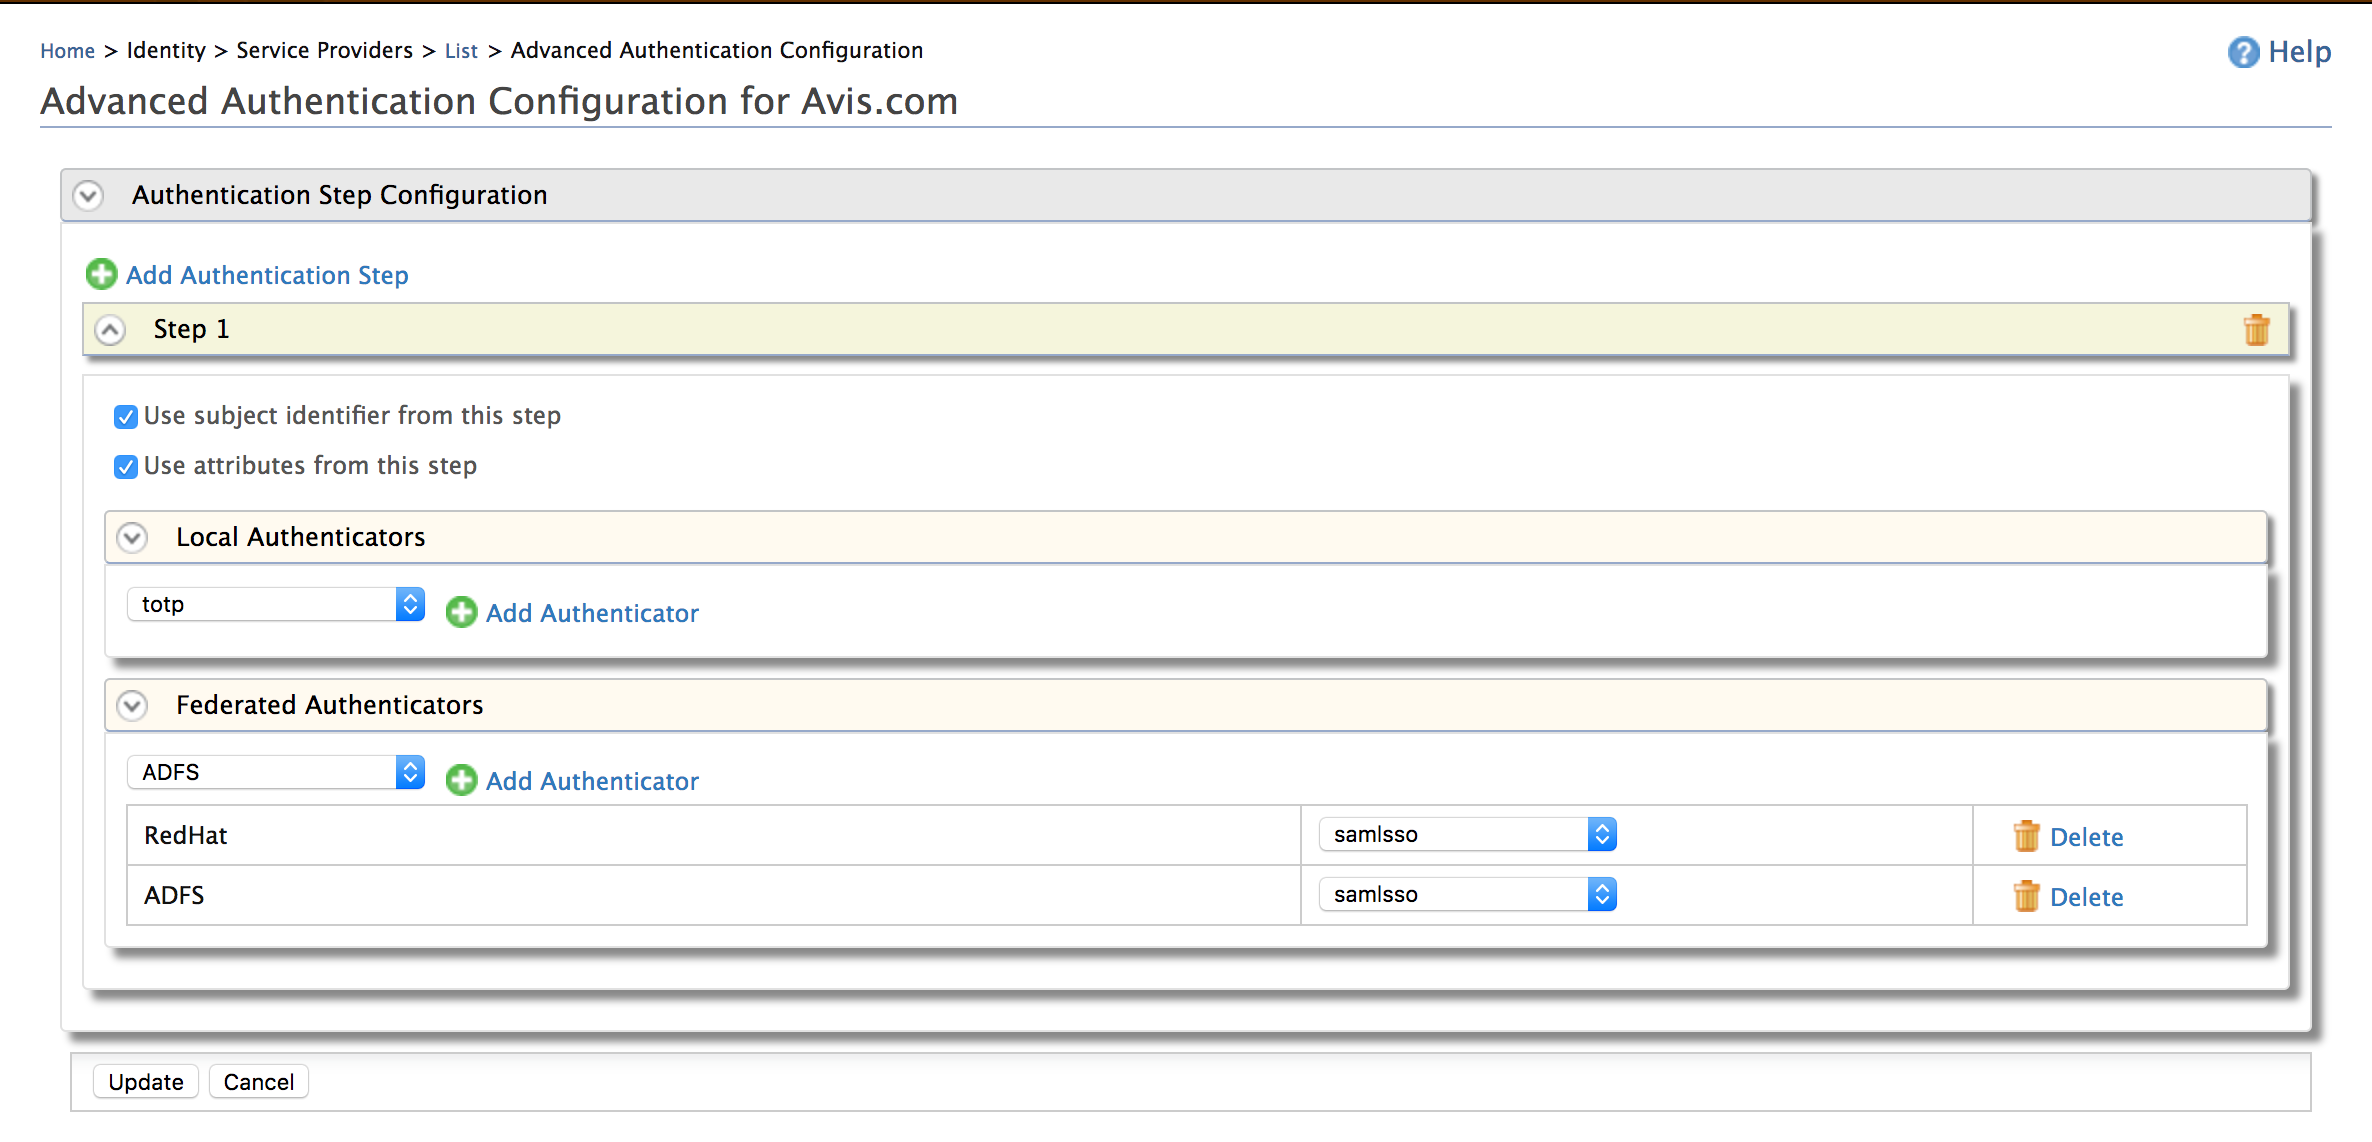 Home > Identity > Service Providers > List > Advanced Authentication Configuration
Help
Advanced Authentication Configuration for Avis.com
Authentication Step Configuration
Add Authentication Step
Step 1
Use subject identifier from this step
Use attributes from this step
Local Authenticators
totp
Add Authenticator
Federated Authenticators
ADFS
Add Authenticator
RedHat samlsso Delete
ADFS samlsso Delete
Update Cancel